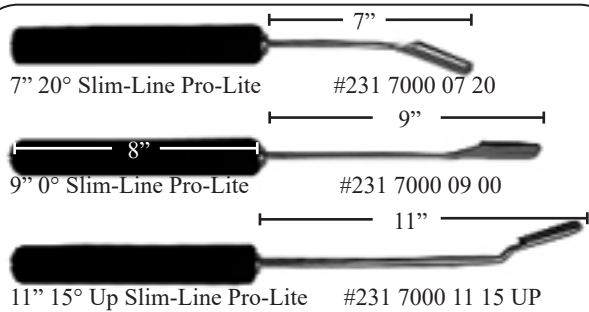 7”
7” 20° Slim-Line Pro-Lite #231 7000 07 20
9”
8”
9” 0° Slim-Line Pro-Lite #231 7000 09 00
11”
11” 15° Up Slim-Line Pro-Lite #231 7000 11 15 UP